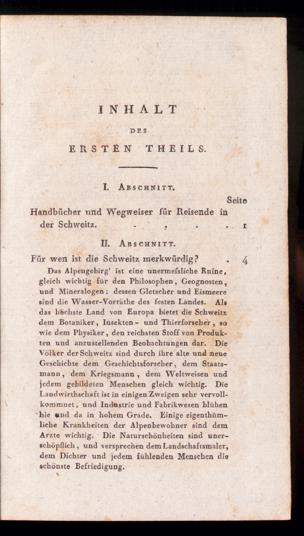 INHALT
DES
ERSTEN THEILS.
I. ABSCHNITT.
Seite
Handbücher und Wegweiser für Reisende in
der Schweitz. . , . . 1
II. ABSCHNITT.
Für wen ist die Schweitz merkwürdig? . 4
Das Alpengebirg' ist eine unermeſsliche Ruine,
gleich wichtig für den Philosophen, Geognosten,
und Mineralogen; dessen Gletscher und Eismeere
sind die Wasser-Vorräthe des festen Landes. Als
das höchste Land von Europa bietet die Schweitz
dem Botaniker, Insekten- und Thierforscher, so
wie dem Physiker, den reichsten Stoff von Produk-
ten und anzustellenden Beobachtungen dar. Die
Völker der Schweitz sind durch ihre alte und neue
Geschichte dem Geschichtsforscher, dem Staats-
mann, dem Kriegsmann, dem Weltweisen und
jedem gebildeten Menschen gleich wichtig. Die
Landwirthschaft ist in einigen Zweigen sehr vervoll-
kommnet, und Industrie und Fabrikwesen blühen
hie und da in hohem Grade. Einige eigenthüm-
liche Krankheiten der Alpenbewohner sind dem
Arzte wichtig. Die Naturschönheiten sind uner-
schöpflich, und versprechen dem Landschaftsmaler,
dem Dichter und jedem fühlenden Menschen die
schönste Befriedigung.